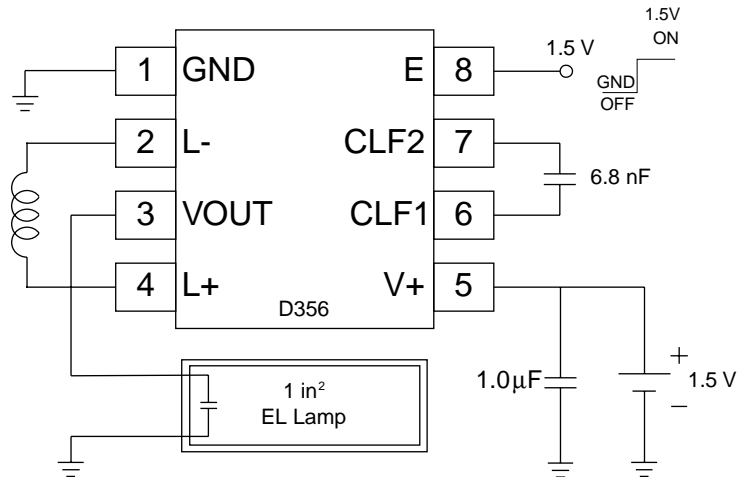 1.5V
ON
1.5 V
GND
OFF
1 GND
E 8
2 L-
CLF2 7
6.8 nF
3 VOUT
CLF1 6
4 L+
V+ 5
D356
1 in²
EL Lamp
1.0μF
+
1.5 V
−